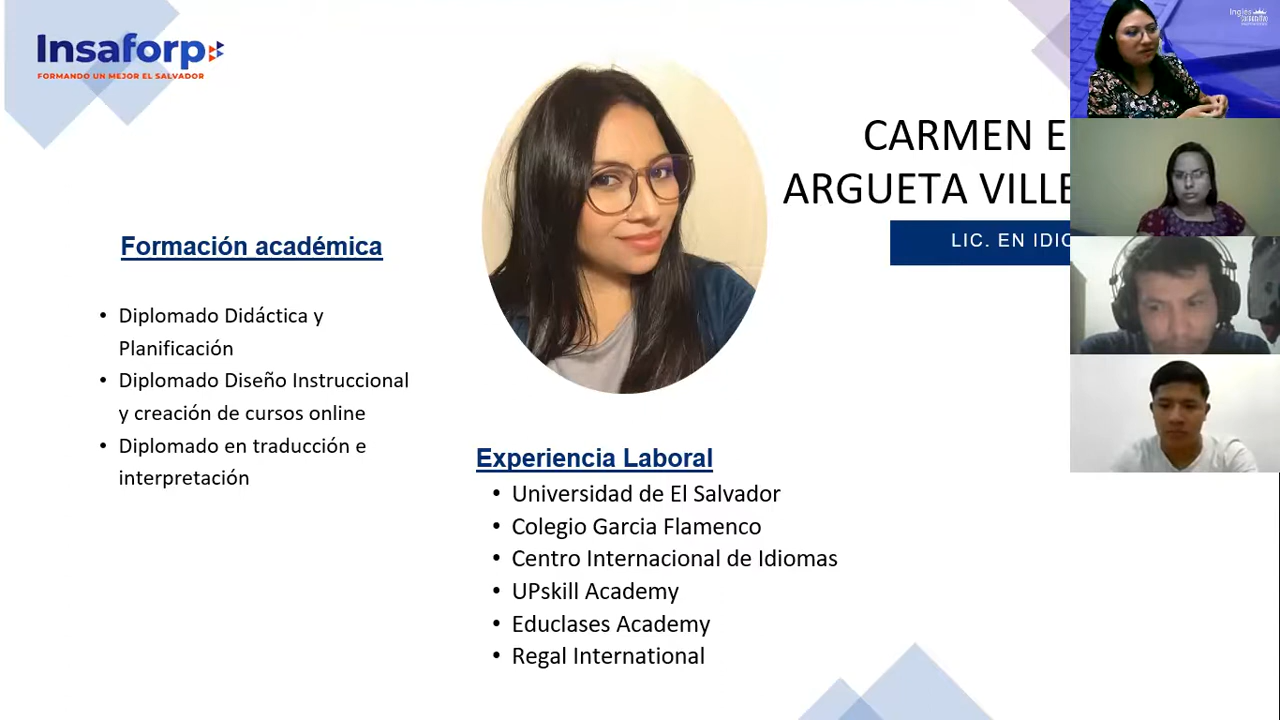 Insaforp
FORMANDO UN MEJOR EL SALVADOR
CARMEN E
ARGUETA VILLE
LIC. EN IDIO
Formación académica
• Diplomado Didáctica y
Planificación
• Diplomado Diseño Instruccional
y creación de cursos online
• Diplomado en traducción e
interpretación
Experiencia Laboral
• Universidad de El Salvador
• Colegio Garcia Flamenco
• Centro Internacional de Idiomas
• UPskill Academy
• Educlases Academy
• Regal International
Inglés